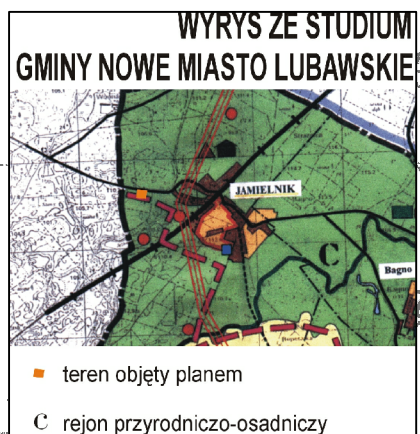 WYRYS ZE STUDIUM
GMINY NOWE MIASTO LUBAWSKIE
JAMIELNIK
C
Bagno
teren objęty planem
C rejon przyrodniczo-osadniczy